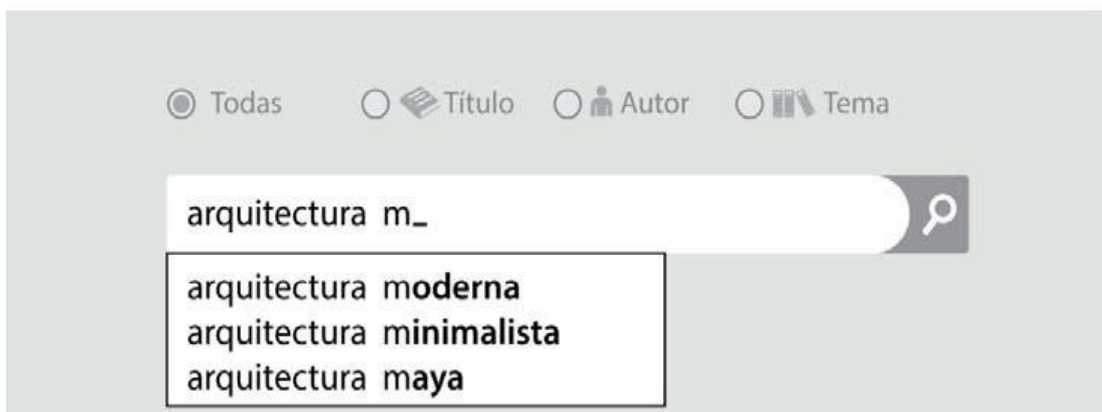 Todas Título Autor Tema
arquitectura m_
arquitectura moderna
arquitectura minimalista
arquitectura maya